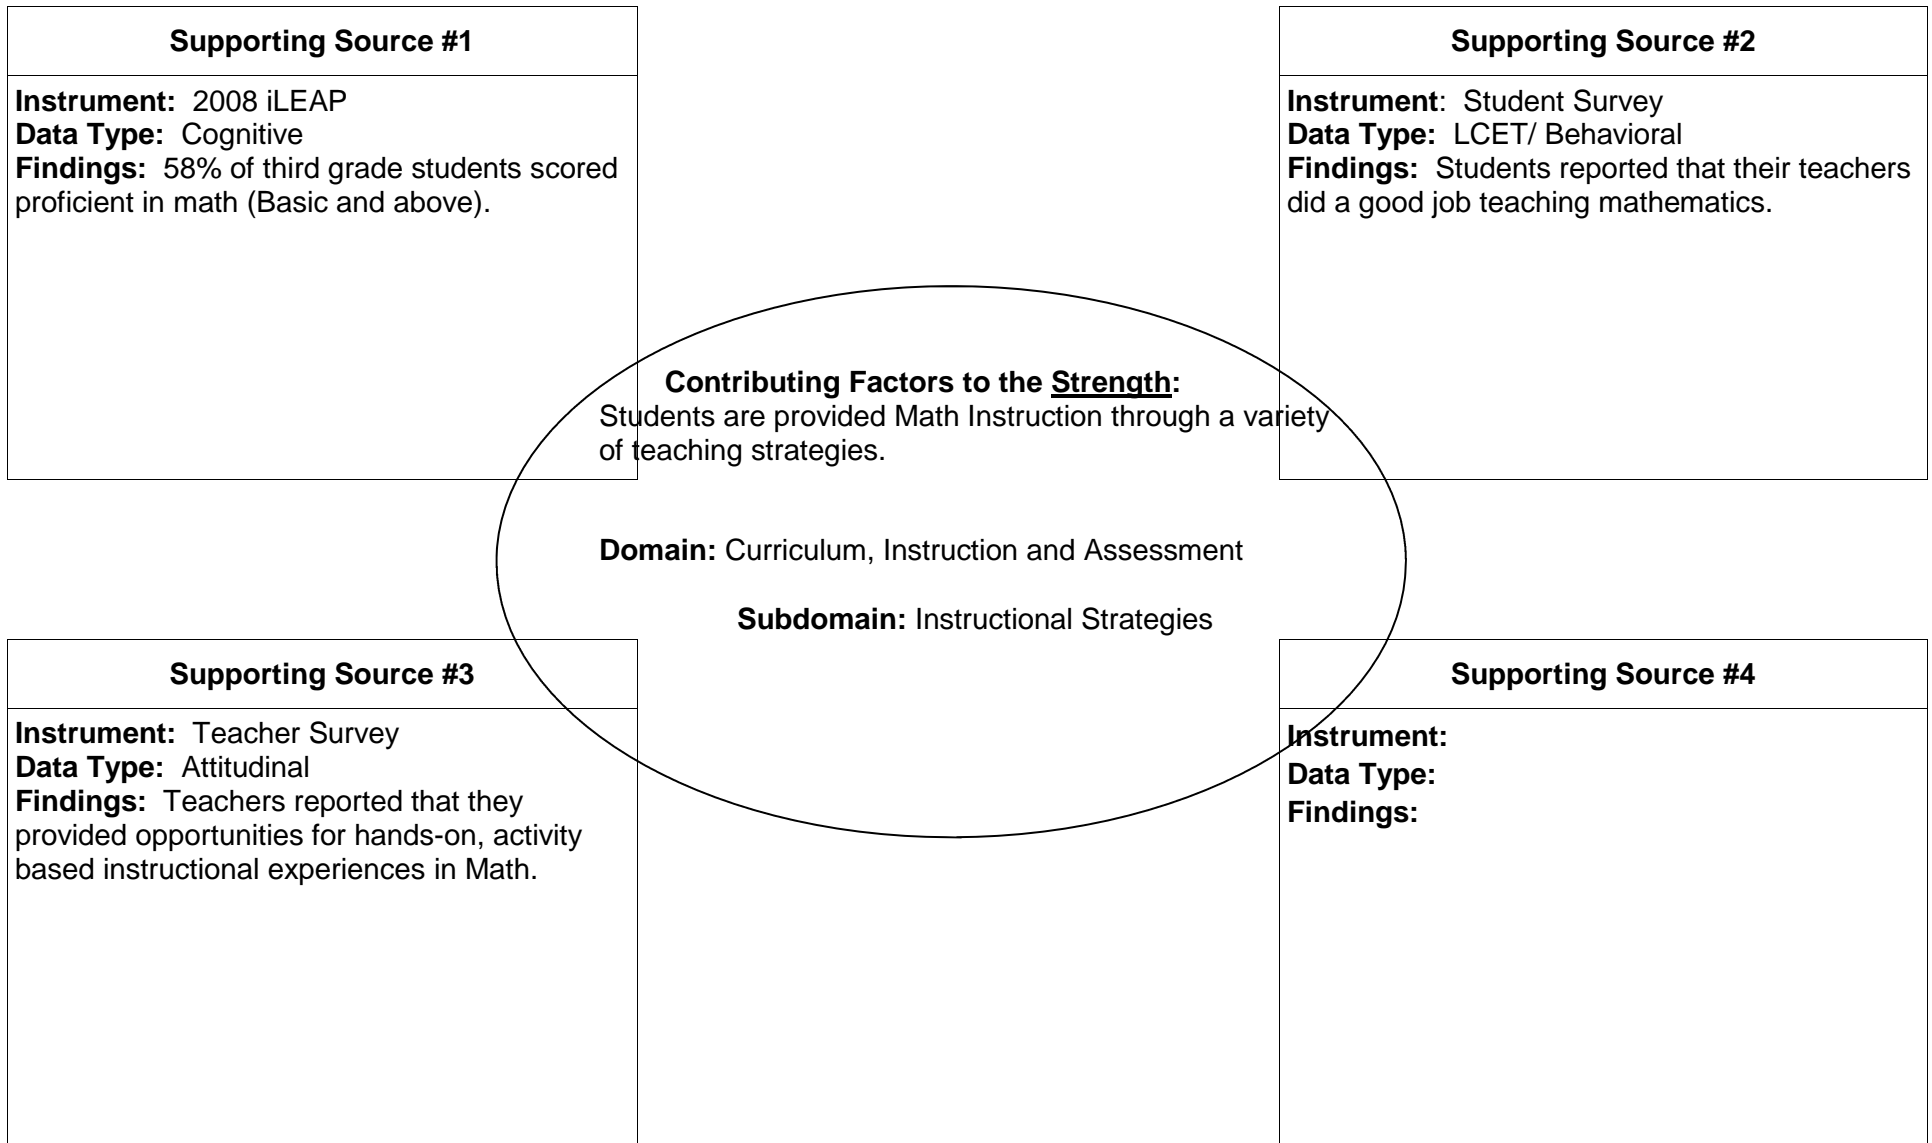 Supporting Source #1
Instrument: 2008 iLEAP
Data Type: Cognitive
Findings: 58% of third grade students scored
proficient in math (Basic and above).
Supporting Source #2
Instrument: Student Survey
Data Type: LCET/ Behavioral
Findings: Students reported that their teachers
did a good job teaching mathematics.
Contributing Factors to the Strength:
Students are provided Math Instruction through a variety
of teaching strategies.
Domain: Curriculum, Instruction and Assessment
Subdomain: Instructional Strategies
Supporting Source #3
Instrument: Teacher Survey
Data Type: Attitudinal
Findings: Teachers reported that they
provided opportunities for hands-on, activity
based instructional experiences in Math.
Supporting Source #4
Instrument:
Data Type:
Findings: